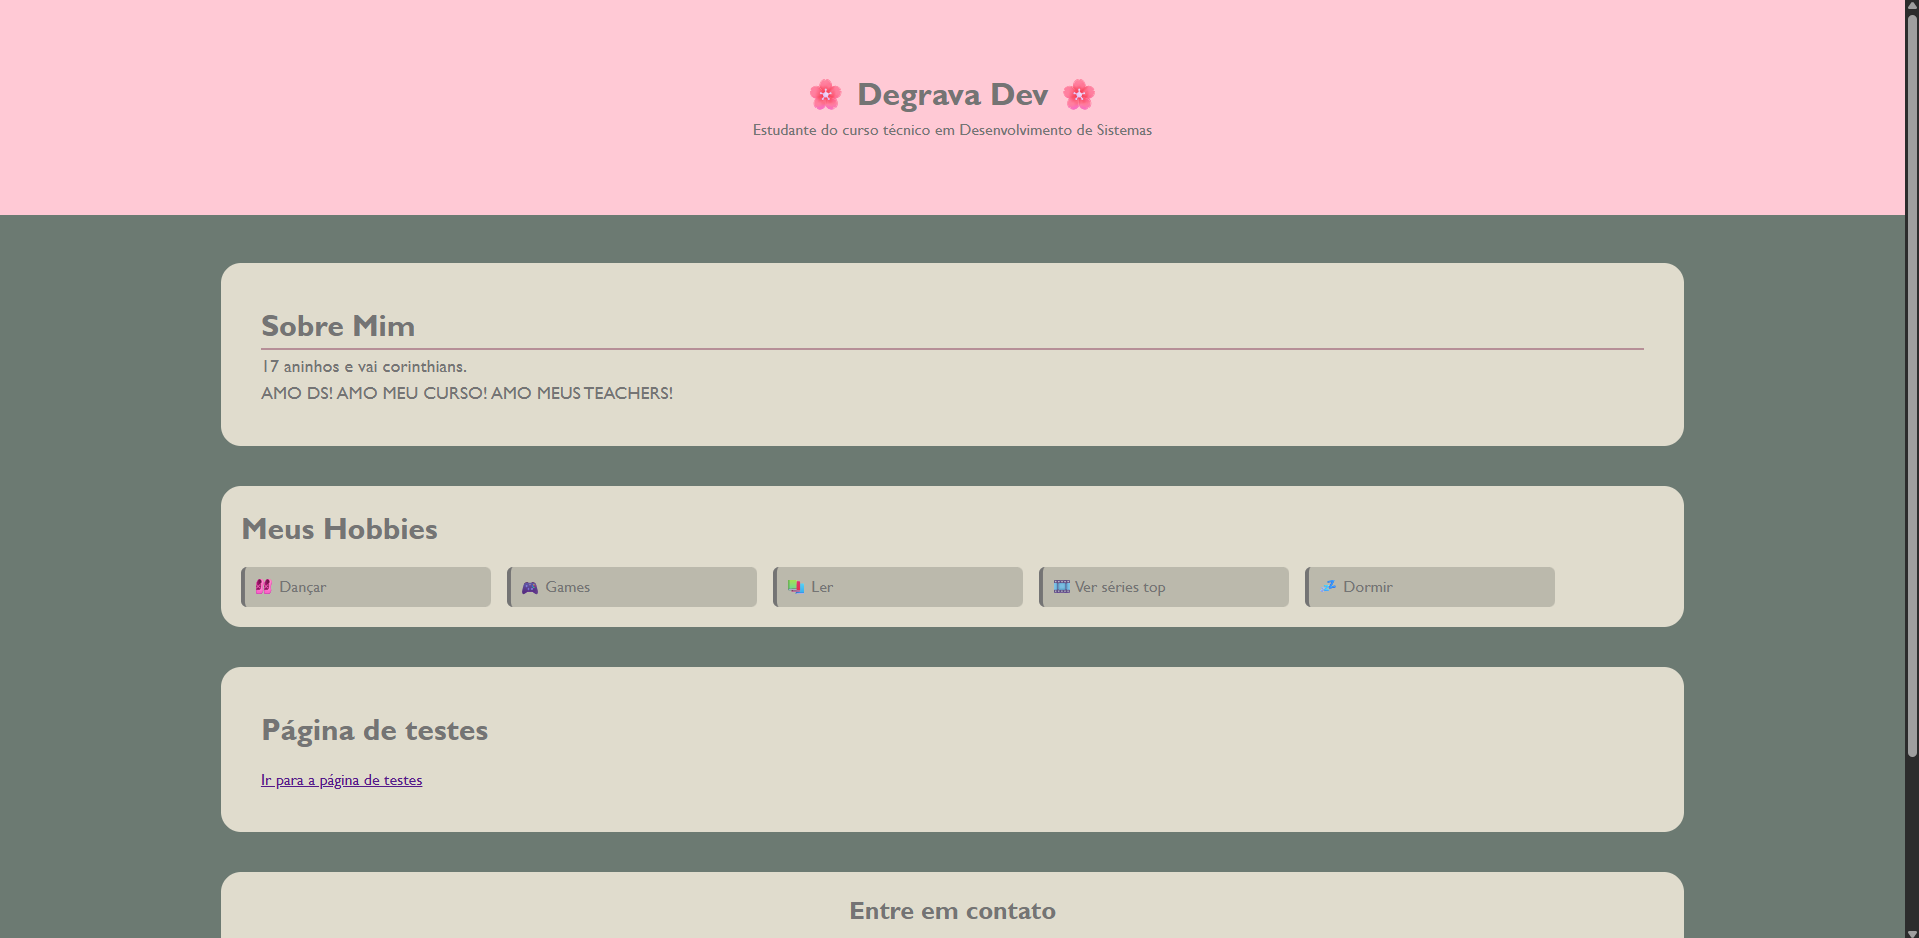 🌸 Degrava Dev 🌸
Estudante do curso técnico em Desenvolvimento de Sistemas
Sobre Mim
17 aninhos e vai corinthians.
AMO DS! AMO MEU CURSO! AMO MEUS TEACHERS!
Meus Hobbies
🩰 Dançar
🎮 Games
📚 Ler
🎞️ Ver séries top
💤 Dormir
Página de testes
Ir para a página de testes
Entre em contato